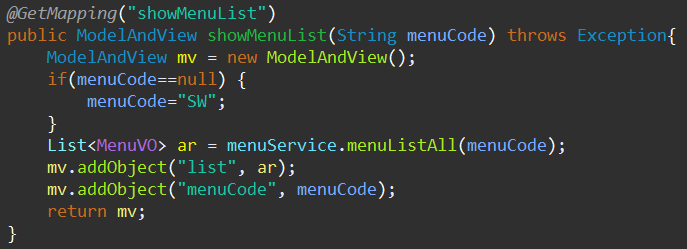 @GetMapping("showMenuList")
public ModelAndView showMenuList(String menuCode) throws Exception{
    ModelAndView mv = new ModelAndView();
    if(menuCode==null) {
        menuCode="SW";
    }
    List<MenuVO> ar = menuService.menuListAll(menuCode);
    mv.addObject("list", ar);
    mv.addObject("menuCode", menuCode);
    return mv;
}